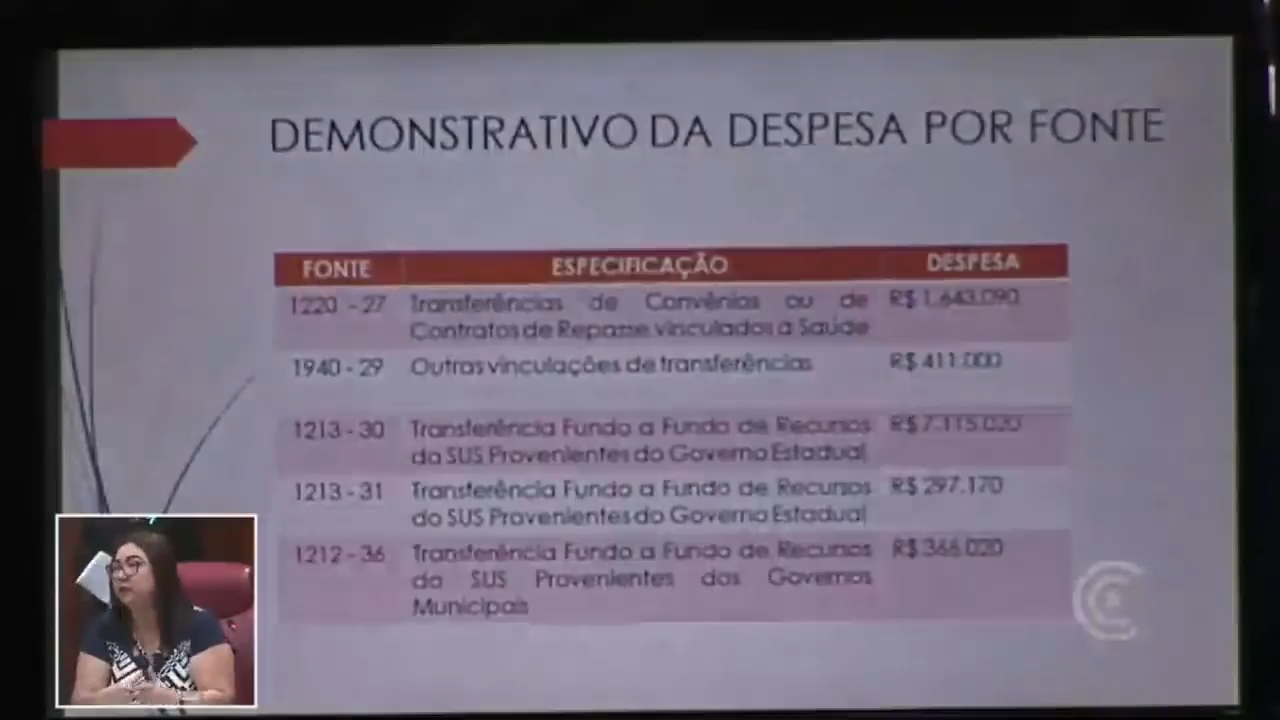 DEMONSTRATIVO DA DESPESA POR FONTE
FONTE ESPECIFICAÇÃO DESPESA
1220 - 27 Transferências de Convênios ou de R$ 1.643.090
Contratos de Repasse vinculados à Saúde
1940 - 29 Outras vinculações de transferências R$ 411.000
1213 - 30 Transferência Fundo a Fundo de Recursos R$ 7.115.020
do SUS Provenientes do Governo Estadual
1213 - 31 Transferência Fundo a Fundo de Recursos R$ 297.170
do SUS Provenientes do Governo Estadual
1212 - 36 Transferência Fundo a Fundo de Recursos R$ 366.020
do SUS Provenientes dos Governos
Municipais